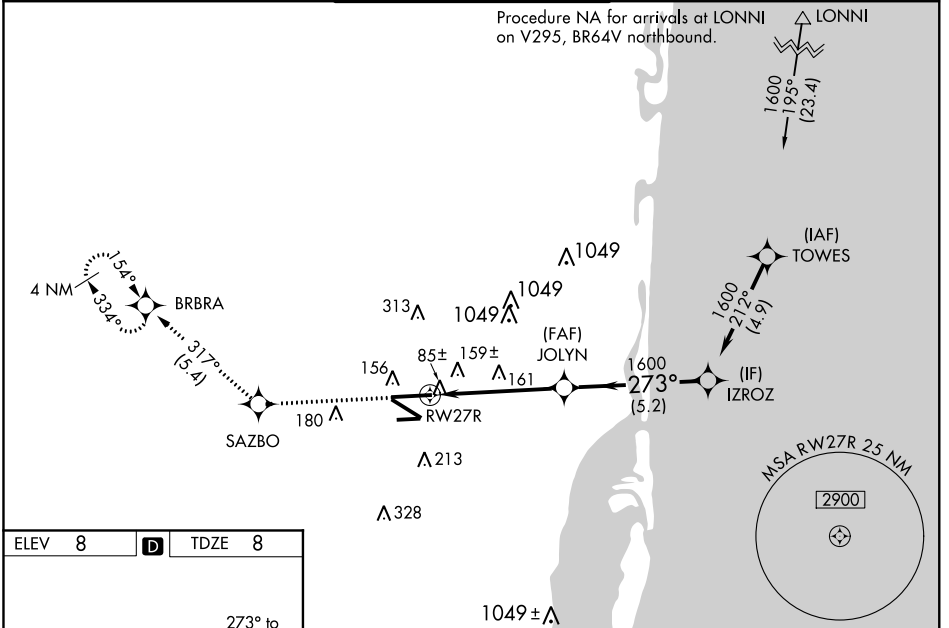 Procedure NA for arrivals at LONNI
on V295, BR64V northbound.
LONNI
1600
195°
(23.4)
(IAF)
TOWES
1600
212°
(4.9)
1049
1049
1049
313
4 NM
154°
334°
BRBRA
317°
(5.4)
(FAF)
JOLYN
1600
273°
(5.2)
(IF)
IZROZ
156
85±
159±
161
RW27R
180
SAZBO
213
328
MSA RW27R 25 NM
2900
ELEV 8
D
TDZE 8
273° to
1049±